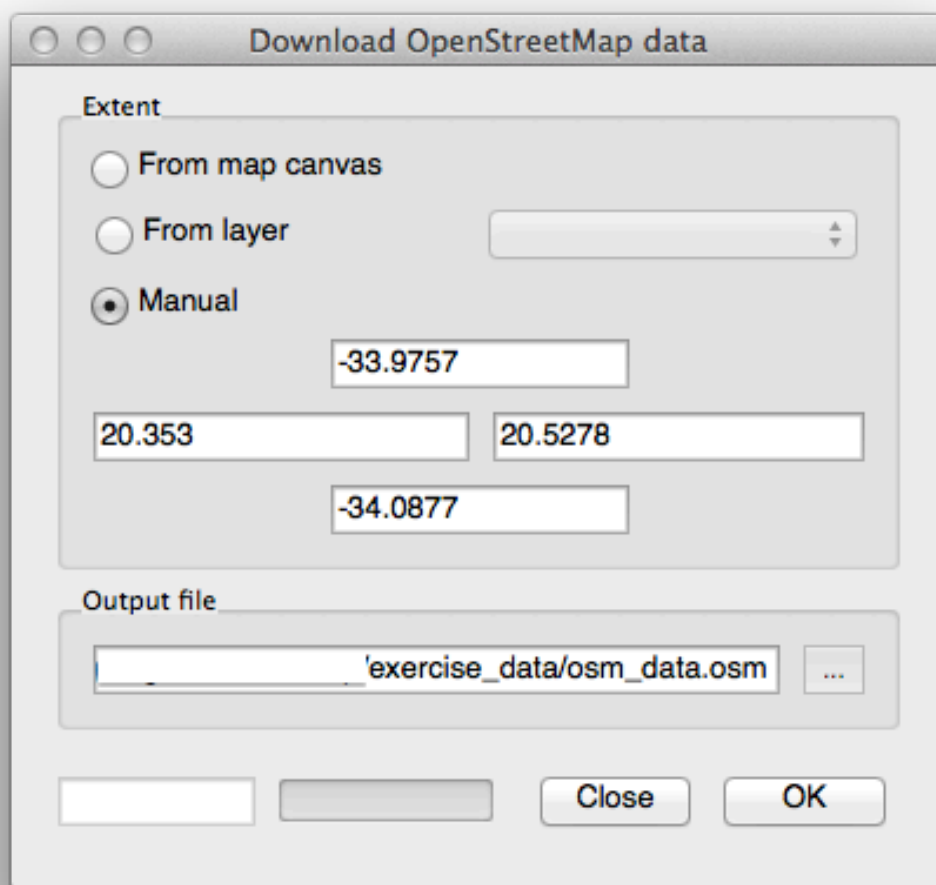 Download OpenStreetMap data
Extent
From map canvas
From layer
Manual
-33.9757
20.353 20.5278
-34.0877
Output file
/exercise_data/osm_data.osm ...
Close OK